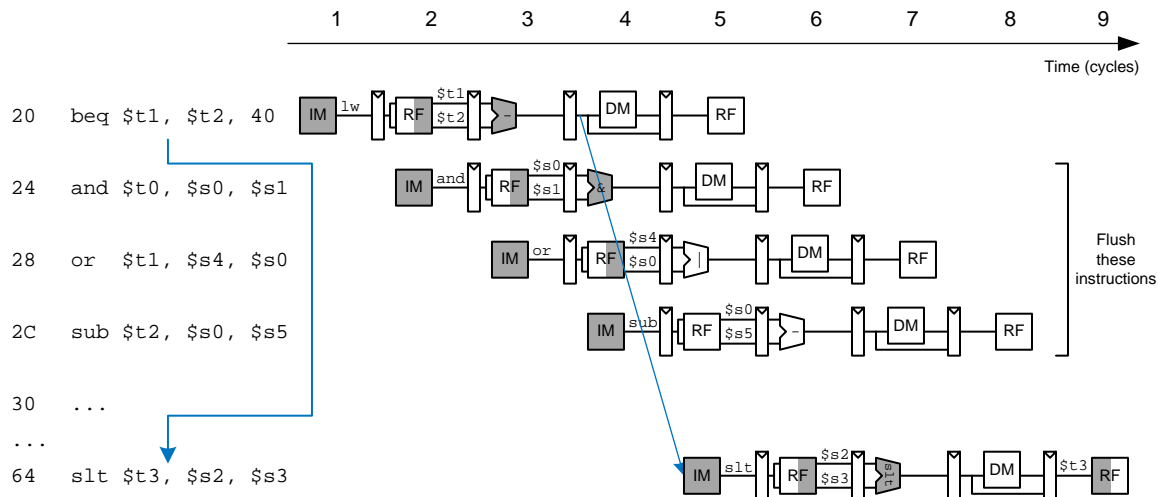 1 2 3 4 5 6 7 8 9
Time (cycles)
20 beq $t1, $t2, 40 IM lw RF $t1 $t2 - DM RF
24 and $t0, $s0, $s1 IM and RF $s0 $s1 & DM RF
28 or $t1, $s4, $s0 IM or RF $s4 $s0 | DM RF
2C sub $t2, $s0, $s5 IM sub RF $s0 $s5 - DM RF
Flush
these
instructions
30 ...
...
64 slt $t3, $s2, $s3 IM slt RF $s2 $s3 slt DM $t3 RF